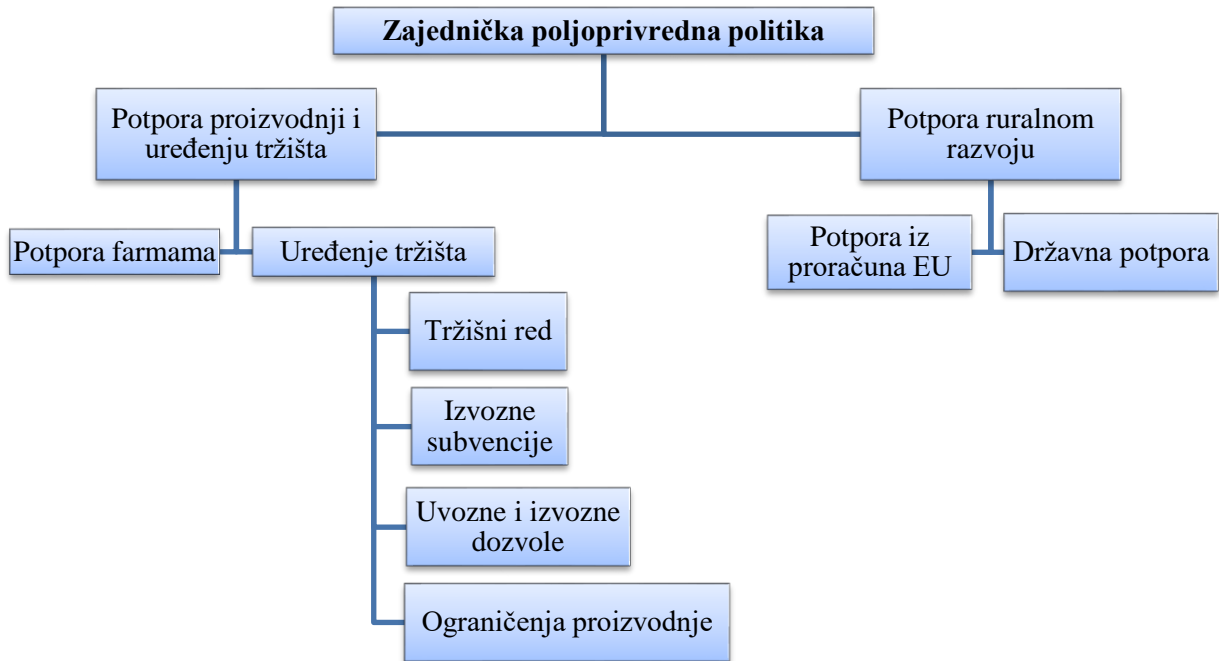 Zajednička poljoprivredna politika
Potpora proizvodnji i
uređenju tržišta
Potpora ruralnom
razvoju
Potpora farmama
Uređenje tržišta
Potpora iz
proračuna EU
Državna potpora
Tržišni red
Izvozne
subvencije
Uvozne i izvozne
dozvole
Ograničenja proizvodnje